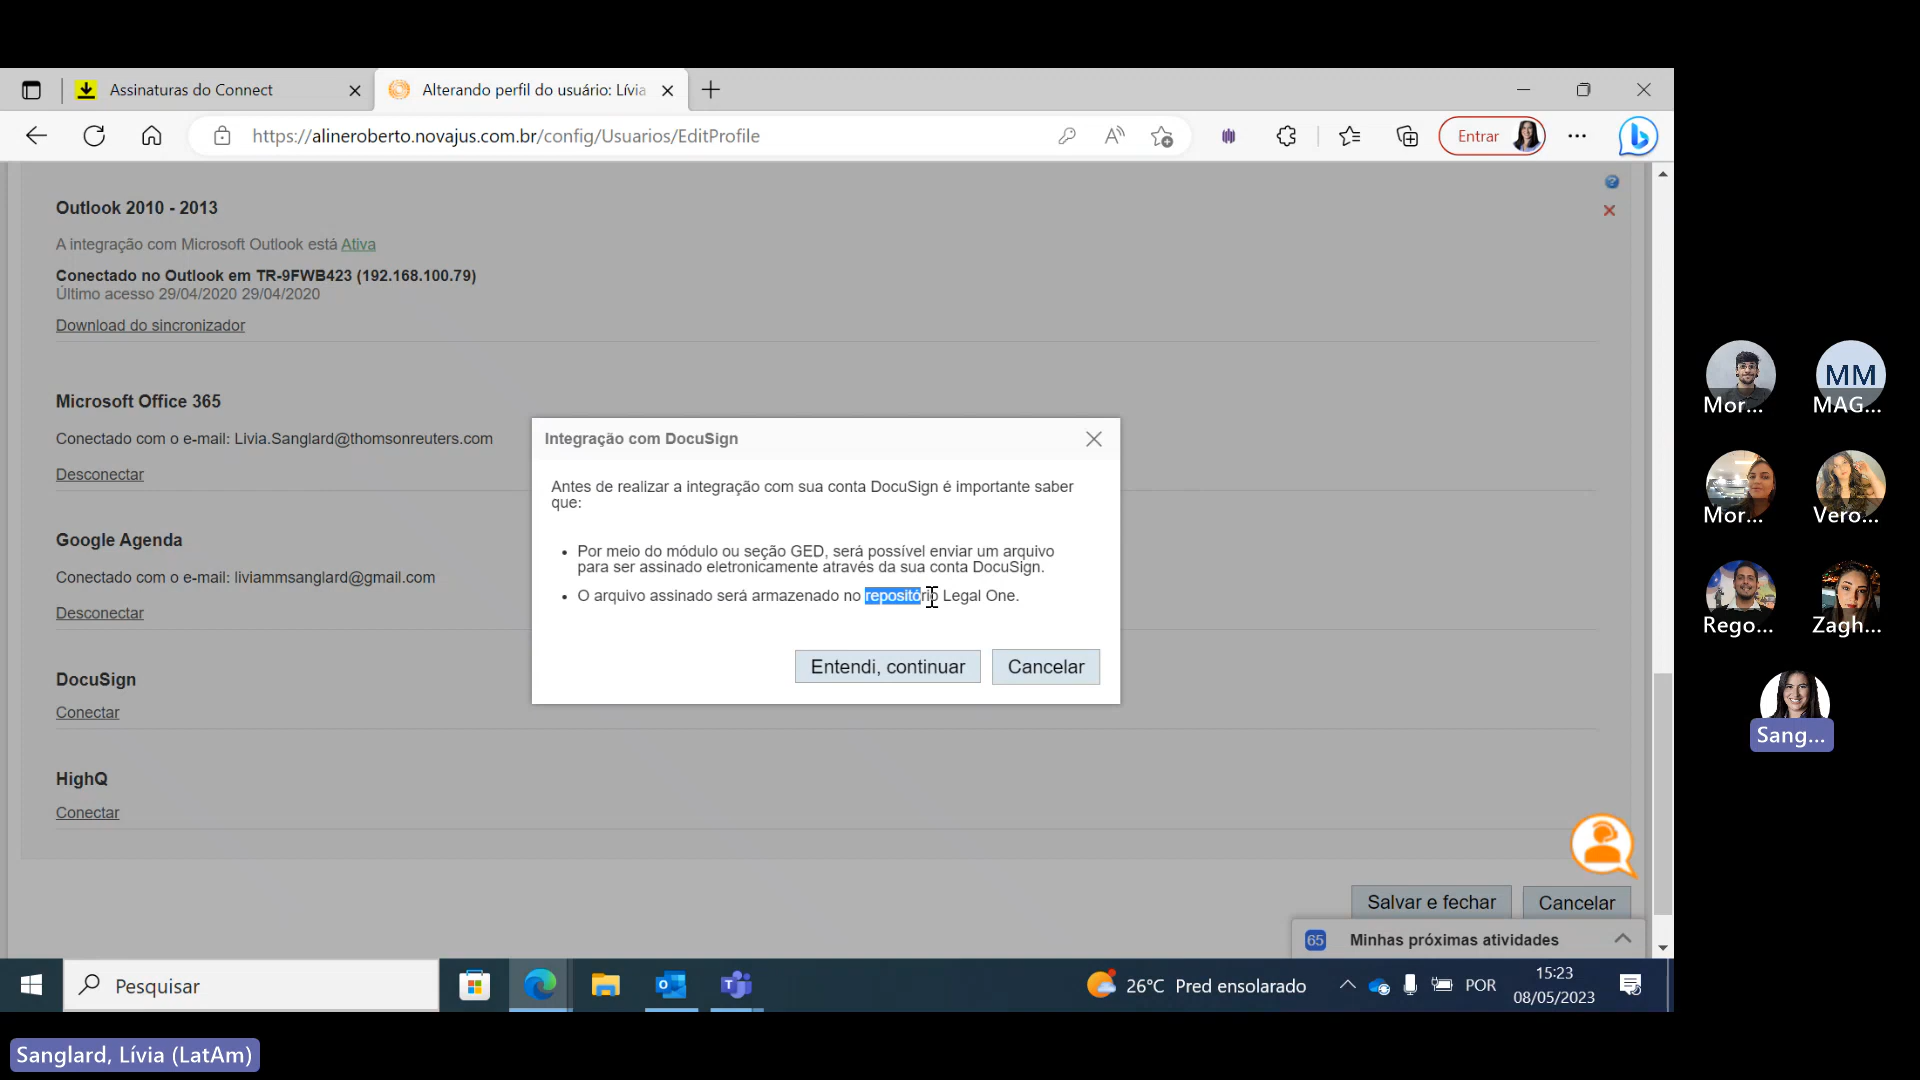 Assinaturas do Connect
Alterando perfil do usuário: Lívia
https://alineroberto.novajus.com.br/config/Usuarios/EditProfile
Entrar
Outlook 2010 - 2013
A integração com Microsoft Outlook está Ativa
Conectado no Outlook em TR-9FWB423 (192.168.100.79)
Último acesso 29/04/2020 29/04/2020
Download do sincronizador
Microsoft Office 365
Conectado com o e-mail: Livia.Sanglard@thomsonreuters.com
Desconectar
Google Agenda
Conectado com o e-mail: liviammsanglard@gmail.com
Desconectar
DocuSign
Conectar
HighQ
Conectar
Integração com DocuSign
Antes de realizar a integração com sua conta DocuSign é importante saber
que:
• Por meio do módulo ou seção GED, será possível enviar um arquivo
para ser assinado eletronicamente através da sua conta DocuSign.
• O arquivo assinado será armazenado no repositório Legal One.
Entendi, continuar
Cancelar
Salvar e fechar
Cancelar
65 Minhas próximas atividades
Mor...
MM
MAG...
Mor...
Vero...
Rego...
Zagh...
Sang...
Pesquisar
26°C Pred ensolarado
POR
15:23
08/05/2023
Sanglard, Lívia (LatAm)